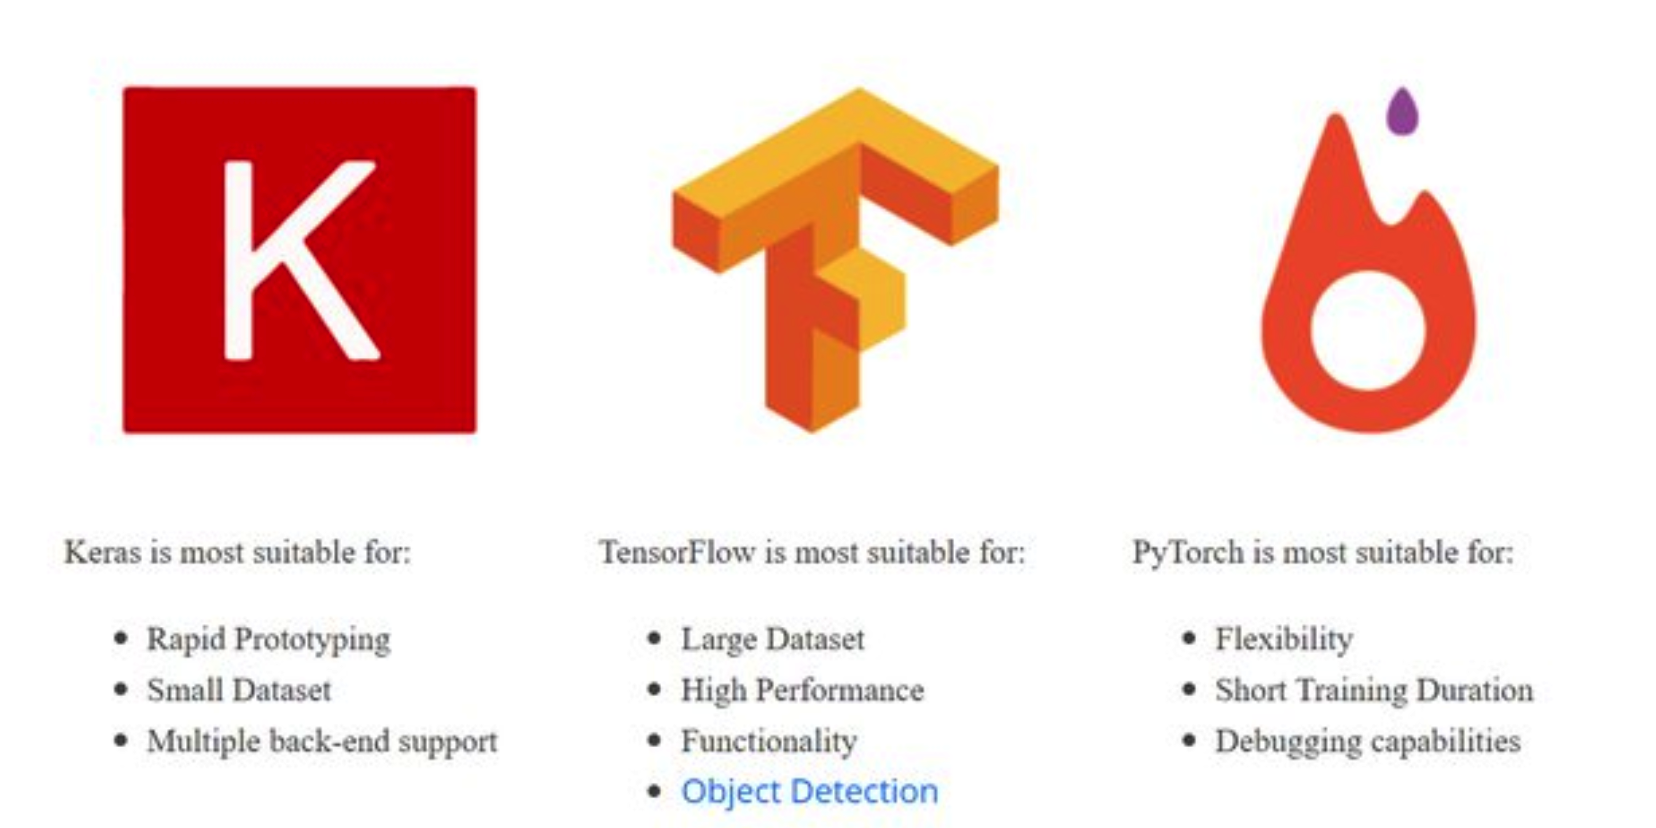 K
Keras is most suitable for:
• Rapid Prototyping
• Small Dataset
• Multiple back-end support
TensorFlow is most suitable for:
• Large Dataset
• High Performance
• Functionality
• Object Detection
PyTorch is most suitable for:
• Flexibility
• Short Training Duration
• Debugging capabilities